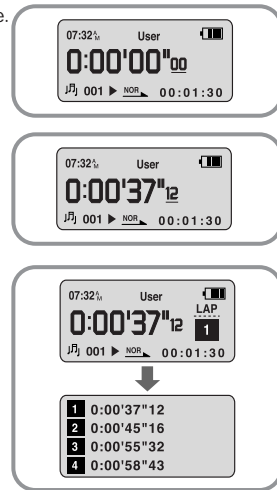 e.
07:32 AM User
0:00'00"00
001 NOR 00:01:30
07:32 AM User
0:00'37"12
001 NOR 00:01:30
07:32 AM User
LAP
0:00'37"12 1
001 NOR 00:01:30
1 0:00'37"12
2 0:00'45"16
3 0:00'55"32
4 0:00'58"43